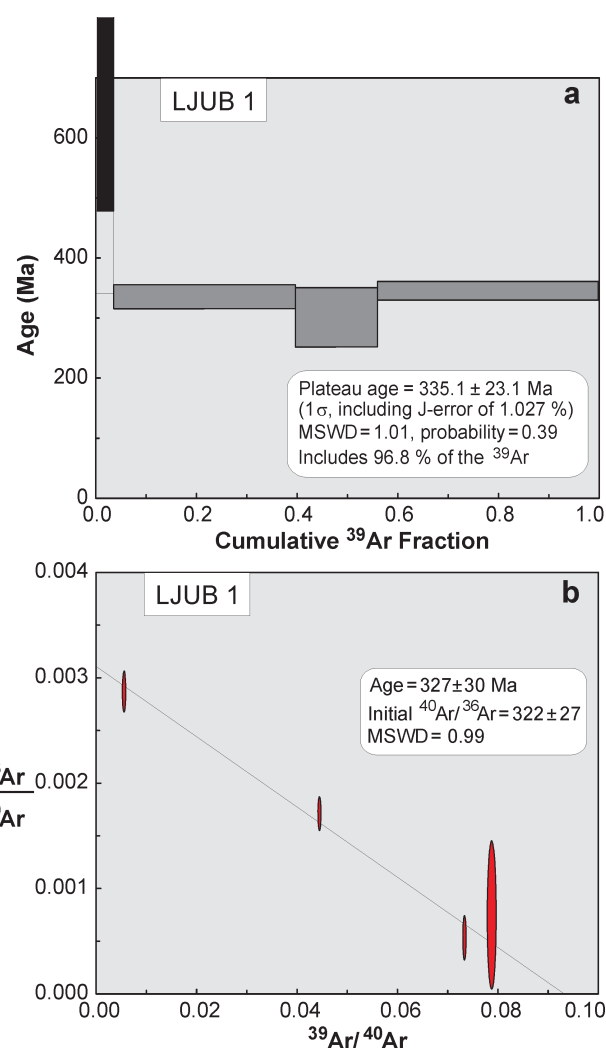 LJUB 1
a
600
400
200
0
Age (Ma)
Plateau age = 335.1 ± 23.1 Ma
(1σ, including J-error of 1.027 %)
MSWD = 1.01, probability = 0.39
Includes 96.8 % of the ³⁹Ar
0.0 0.2 0.4 0.6 0.8 1.0
Cumulative ³⁹Ar Fraction
LJUB 1
b
0.004
0.003
0.002
0.001
0.000
Ar
Ar
Age = 327±30 Ma
Initial ⁴⁰Ar/³⁶Ar = 322±27
MSWD = 0.99
0.00 0.02 0.04 0.06 0.08 0.10
³⁹Ar/⁴⁰Ar